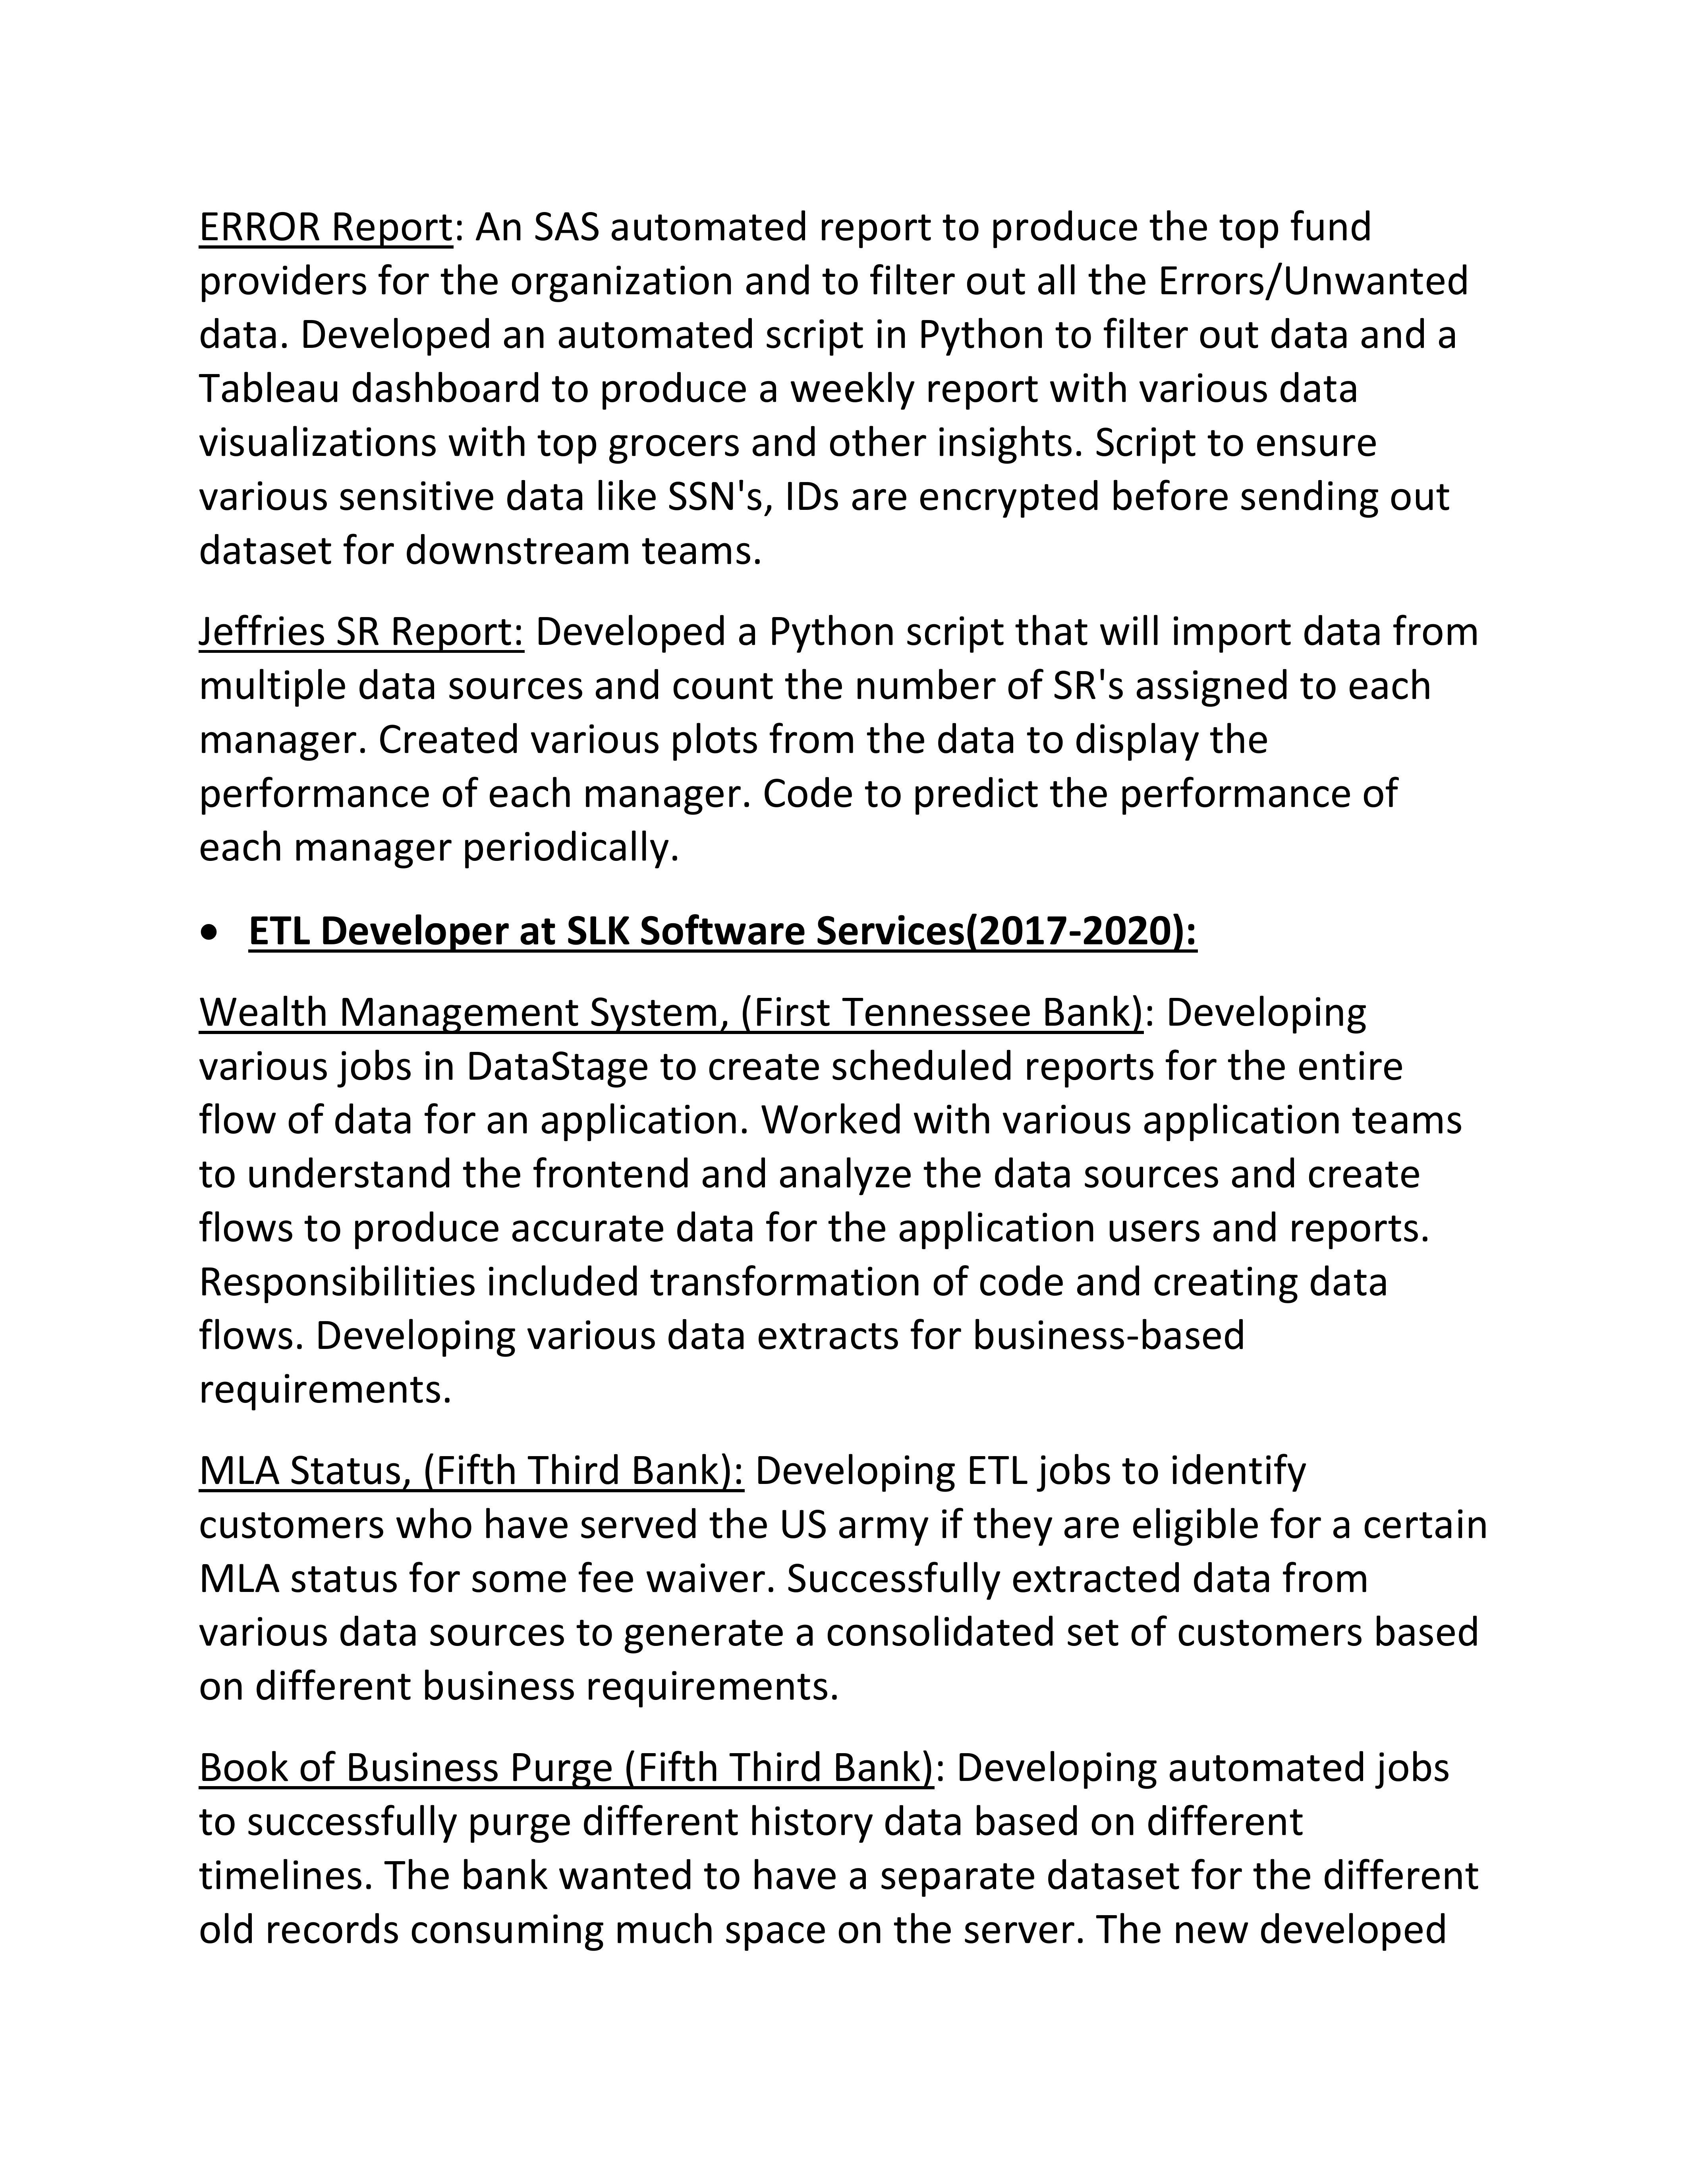 ERROR Report: An SAS automated report to produce the top fund
providers for the organization and to filter out all the Errors/Unwanted
data. Developed an automated script in Python to filter out data and a
Tableau dashboard to produce a weekly report with various data
visualizations with top grocers and other insights. Script to ensure
various sensitive data like SSN's, IDs are encrypted before sending out
dataset for downstream teams.
Jeffries SR Report: Developed a Python script that will import data from
multiple data sources and count the number of SR's assigned to each
manager. Created various plots from the data to display the
performance of each manager. Code to predict the performance of
each manager periodically.
• ETL Developer at SLK Software Services(2017-2020):
Wealth Management System, (First Tennessee Bank): Developing
various jobs in DataStage to create scheduled reports for the entire
flow of data for an application. Worked with various application teams
to understand the frontend and analyze the data sources and create
flows to produce accurate data for the application users and reports.
Responsibilities included transformation of code and creating data
flows. Developing various data extracts for business-based
requirements.
MLA Status, (Fifth Third Bank): Developing ETL jobs to identify
customers who have served the US army if they are eligible for a certain
MLA status for some fee waiver. Successfully extracted data from
various data sources to generate a consolidated set of customers based
on different business requirements.
Book of Business Purge (Fifth Third Bank): Developing automated jobs
to successfully purge different history data based on different
timelines. The bank wanted to have a separate dataset for the different
old records consuming much space on the server. The new developed